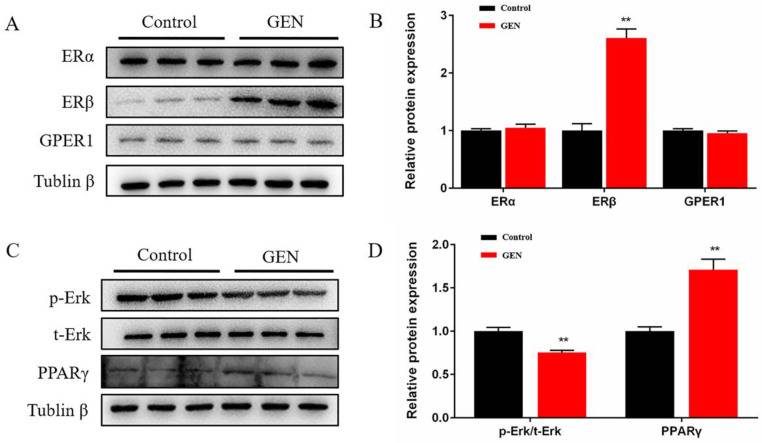 A
Control GEN
ERα
ERβ
GPER1
Tublin β
B
Relative protein expression
3
2
1
0
Control
GEN
**
ERα ERβ GPER1
C
Control GEN
p-Erk
t-Erk
PPARγ
Tublin β
D
Relative protein expression
2.0
1.5
1.0
0.5
0.0
Control
GEN
**
**
p-Erk/t-Erk PPARγ